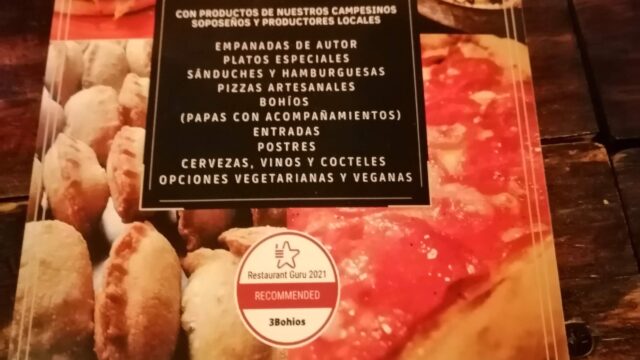 CON PRODUCTOS DE NUESTROS CAMPESINOS
SOPOSEÑOS Y PRODUCTORES LOCALES
EMPANADAS DE AUTOR
PLATOS ESPECIALES
SÁNDUCHES Y HAMBURGUESAS
PIZZAS ARTESANALES
BOHÍOS
(PAPAS CON ACOMPAÑAMIENTOS)
ENTRADAS
POSTRES
CERVEZAS, VINOS Y COCTELES
OPCIONES VEGETARIANAS Y VEGANAS
Restaurant Guru 2021
RECOMMENDED
3Bohios